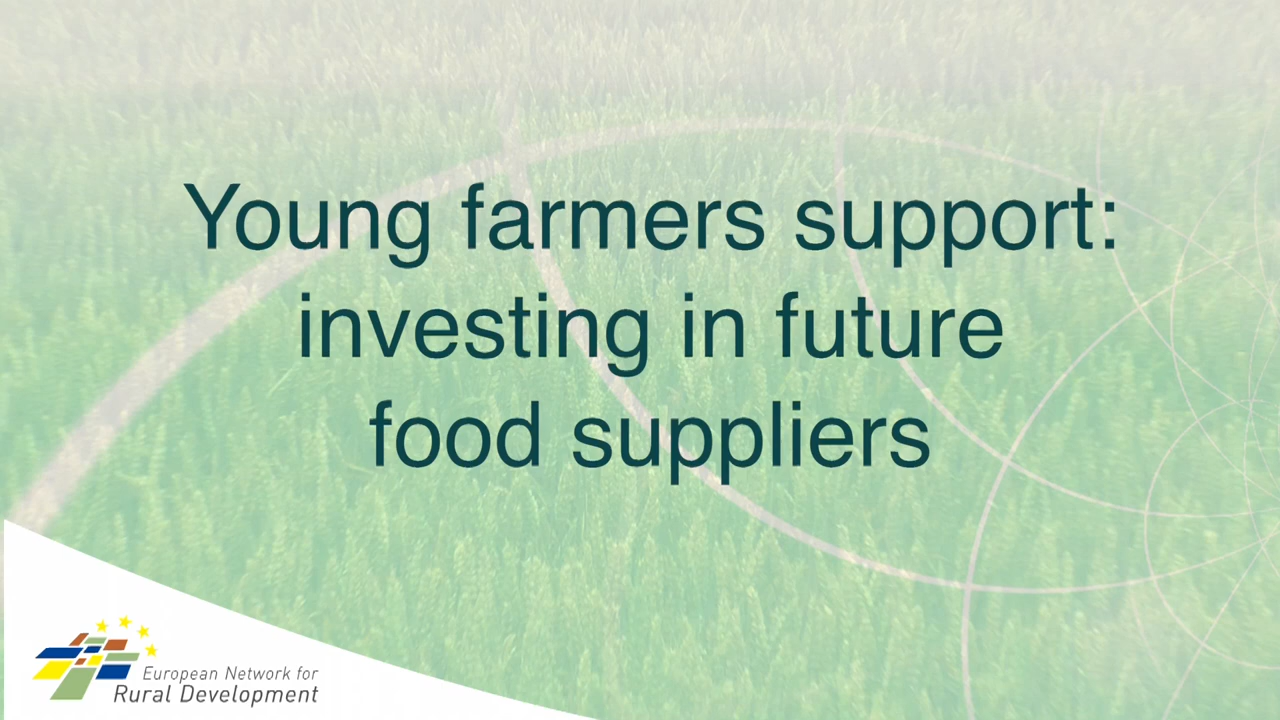 Young farmers support:
investing in future
food suppliers
European Network for
Rural Development